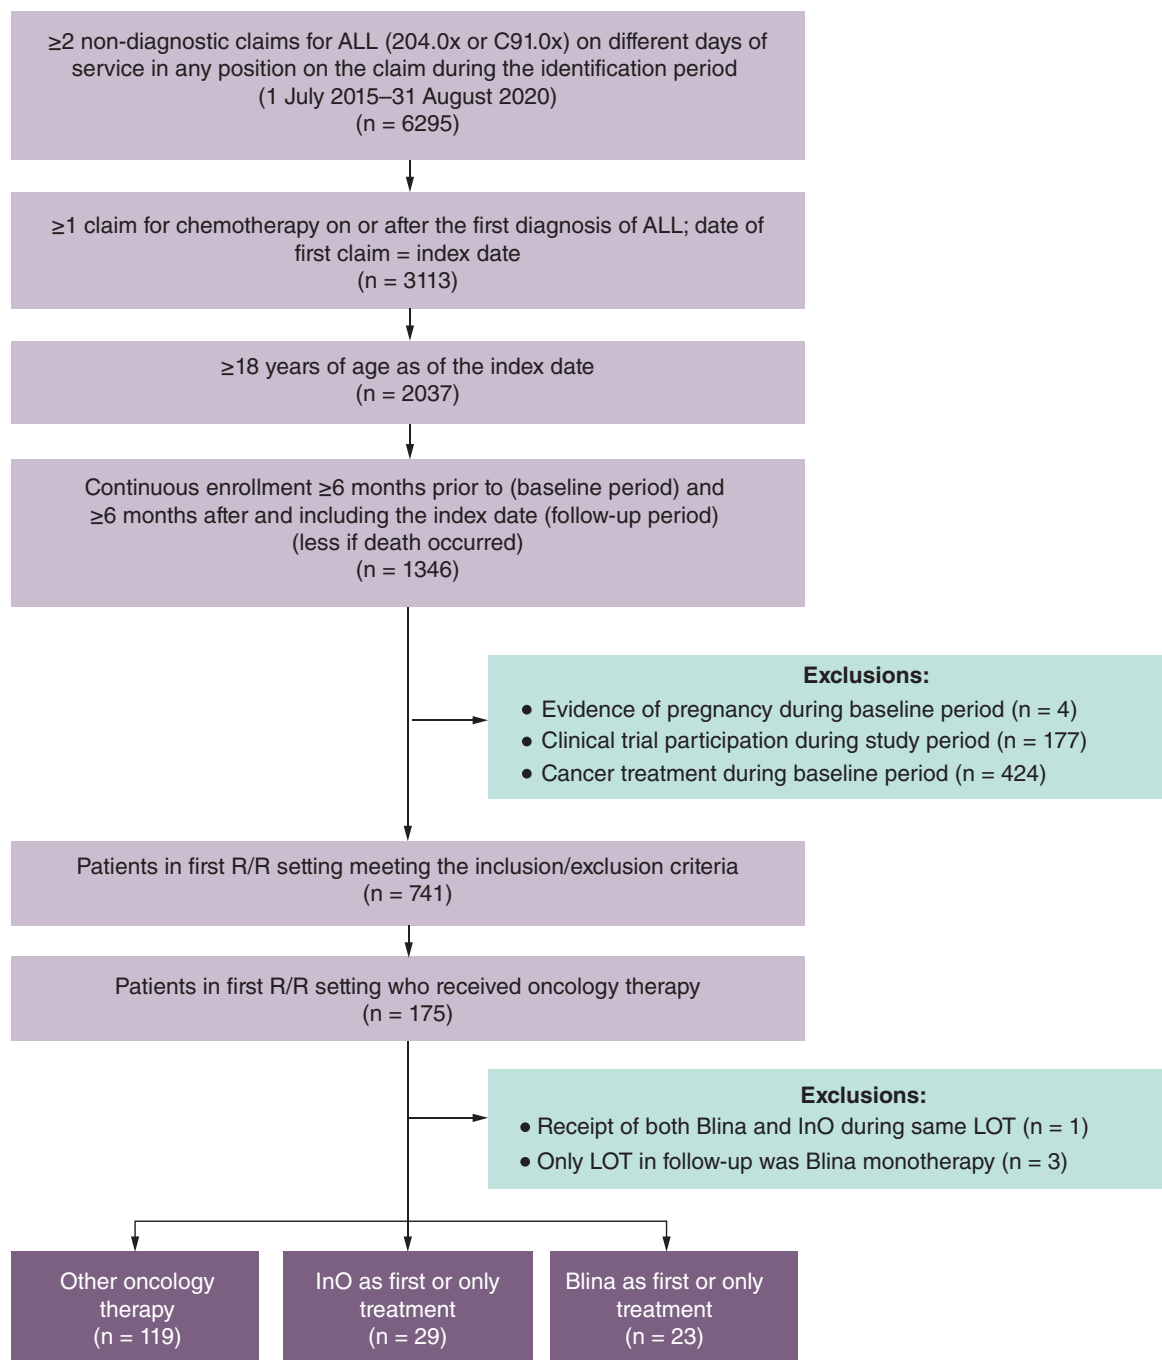 ≥2 non-diagnostic claims for ALL (204.0x or C91.0x) on different days of
service in any position on the claim during the identification period
(1 July 2015–31 August 2020)
(n = 6295)
≥1 claim for chemotherapy on or after the first diagnosis of ALL; date of
first claim = index date
(n = 3113)
≥18 years of age as of the index date
(n = 2037)
Continuous enrollment ≥6 months prior to (baseline period) and
≥6 months after and including the index date (follow-up period)
(less if death occurred)
(n = 1346)
Exclusions:
● Evidence of pregnancy during baseline period (n = 4)
● Clinical trial participation during study period (n = 177)
● Cancer treatment during baseline period (n = 424)
Patients in first R/R setting meeting the inclusion/exclusion criteria
(n = 741)
Patients in first R/R setting who received oncology therapy
(n = 175)
Exclusions:
● Receipt of both Blina and InO during same LOT (n = 1)
● Only LOT in follow-up was Blina monotherapy (n = 3)
Other oncology
therapy
(n = 119)
InO as first or only
treatment
(n = 29)
Blina as first or only
treatment
(n = 23)